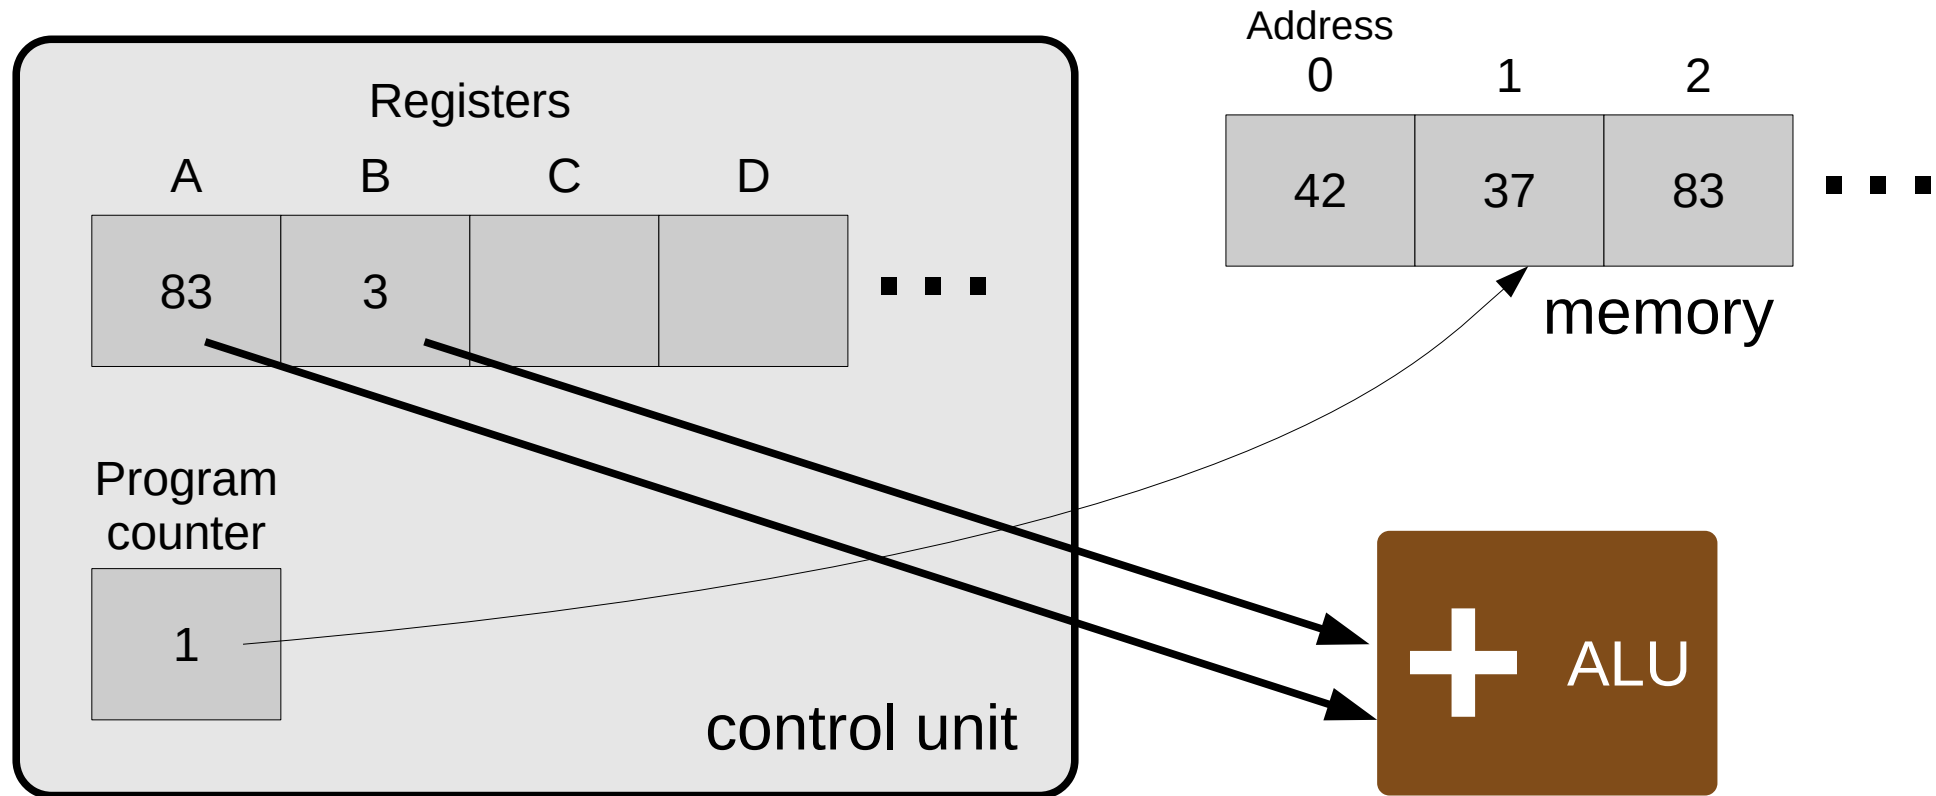 Registers
A B C D
83 3
Program
counter
1
control unit
Address
0 1 2
42 37 83
memory
+ ALU